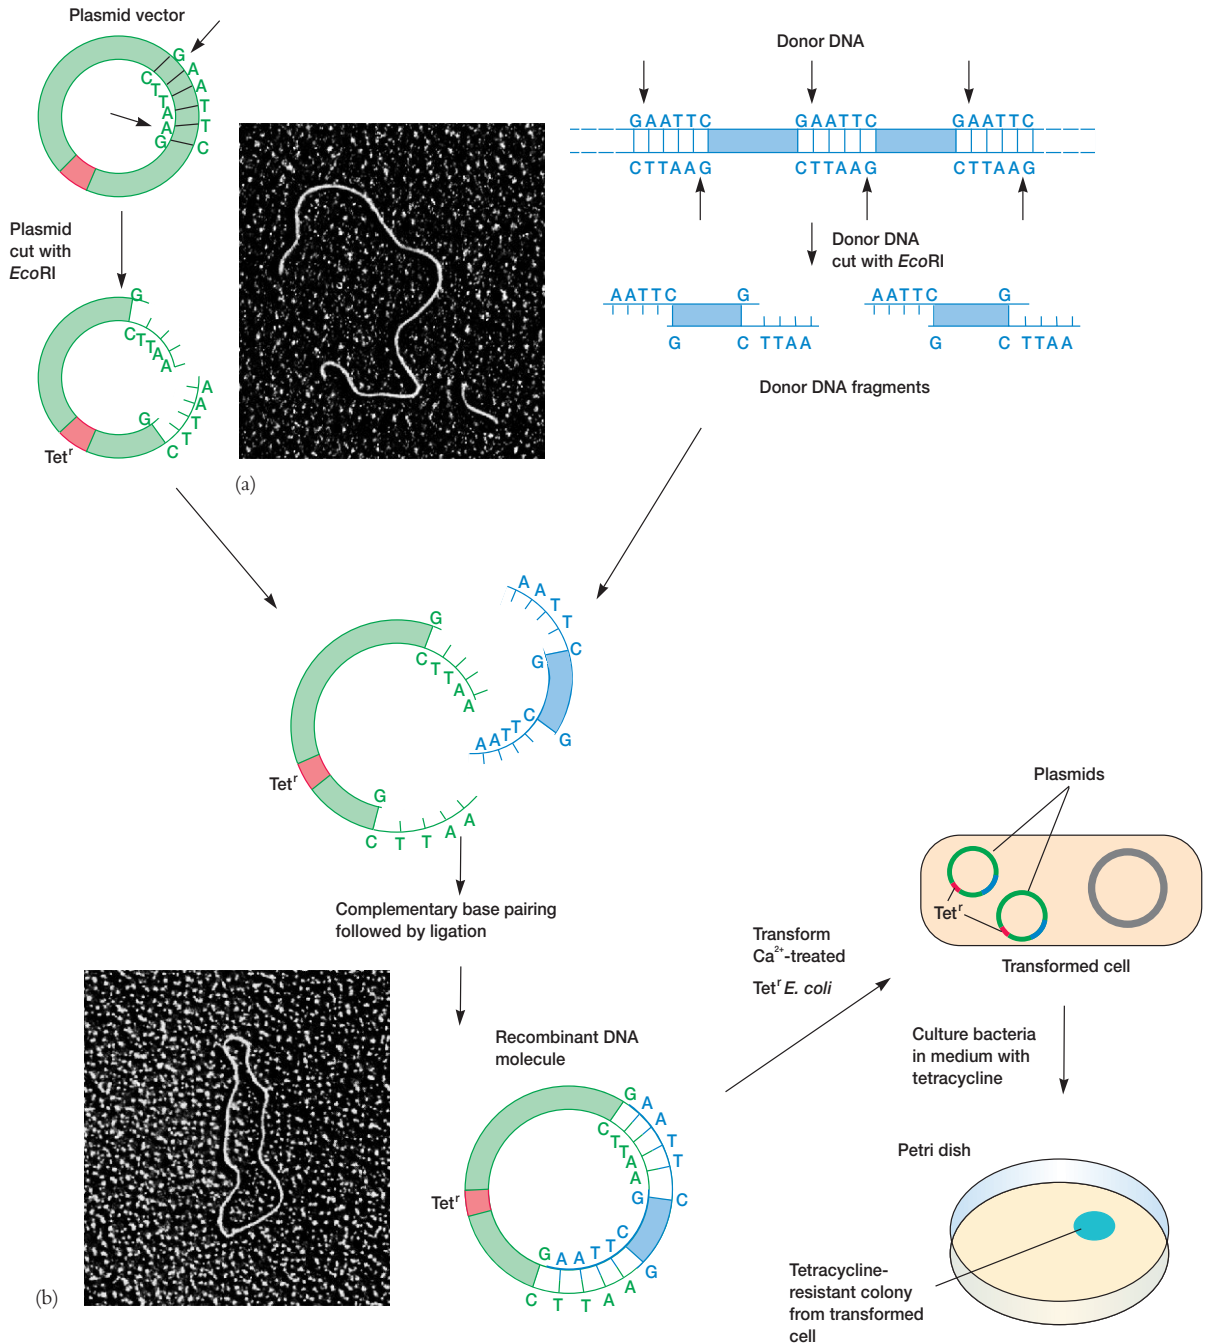 Plasmid vector
G A A T T C
C T T A A G
Plasmid
cut with
EcoRI
G
C T T A A
A A T T C
G
Tetʳ
(a)
Donor DNA
GAATTC GAATTC GAATTC
CTTAAG CTTAAG CTTAAG
Donor DNA
cut with EcoRI
AATTC G AATTC G
G C TTAA G C TTAA
Donor DNA fragments
A A T T C
G
G
C T T A A
A A T T C
G
Tetʳ
G
C T T A A
Complementary base pairing
followed by ligation
Recombinant DNA
molecule
G A A T T C
C T T A A G
Tetʳ
G A A T T C
C T T A A G
(b)
Transform
Ca²⁺-treated
Tetʳ E. coli
Plasmids
Tetʳ
Transformed cell
Culture bacteria
in medium with
tetracycline
Petri dish
Tetracycline-
resistant colony
from transformed
cell